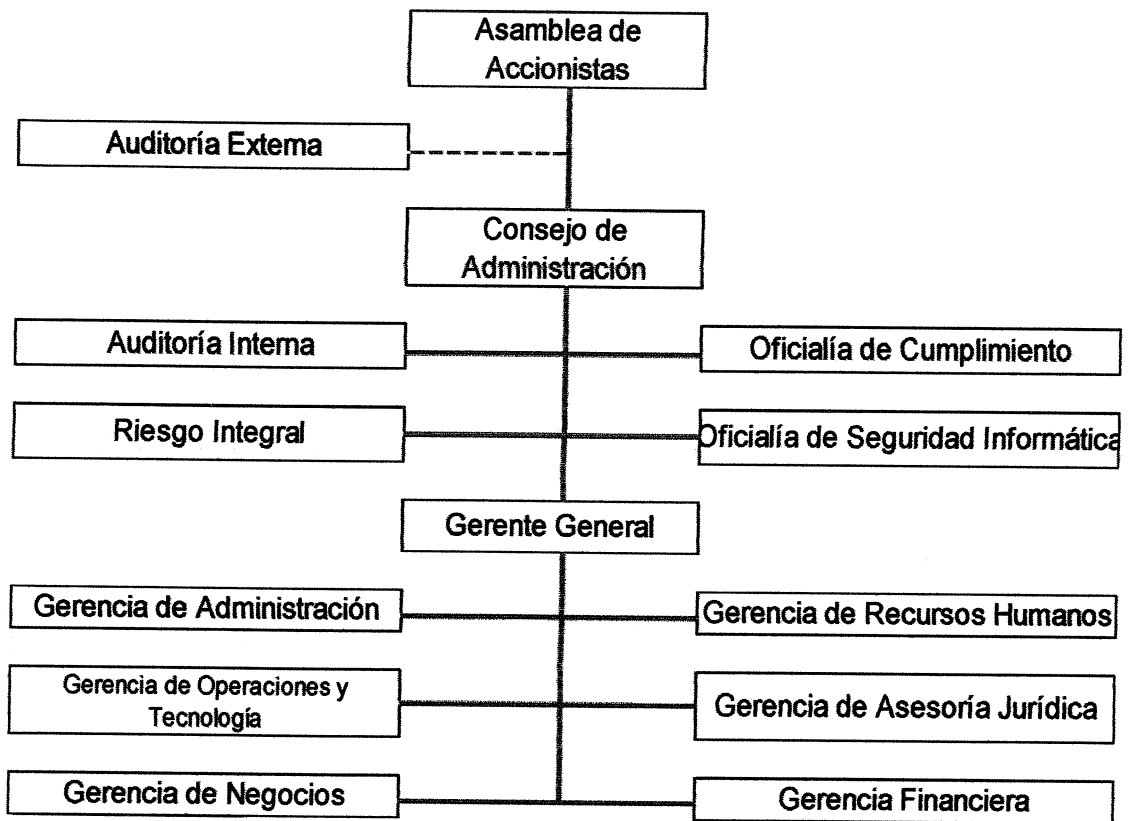 Asamblea de
Accionistas
Auditoría Externa
Consejo de
Administración
Auditoría Interna
Oficialía de Cumplimiento
Riesgo Integral
Oficialía de Seguridad Informática
Gerente General
Gerencia de Administración
Gerencia de Recursos Humanos
Gerencia de Operaciones y
Tecnología
Gerencia de Asesoría Jurídica
Gerencia de Negocios
Gerencia Financiera